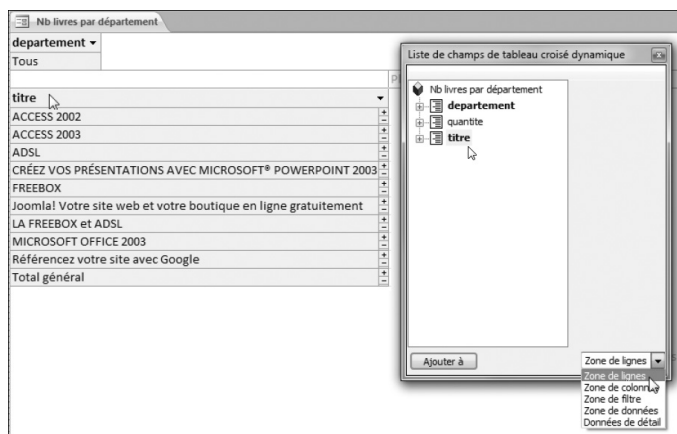 Nb livres par département
departement
Tous
titre
ACCESS 2002
ACCESS 2003
ADSL
CRÉEZ VOS PRÉSENTATIONS AVEC MICROSOFT® POWERPOINT 2003
FREEBOX
Joomla! Votre site web et votre boutique en ligne gratuitement
LA FREEBOX et ADSL
MICROSOFT OFFICE 2003
Référencez votre site avec Google
Total général
Liste de champs de tableau croisé dynamique
Nb livres par département
departement
quantite
titre
Ajouter à
Zone de lignes
Zone de lignes
Zone de colonne
Zone de filtre
Zone de données
Données de détail